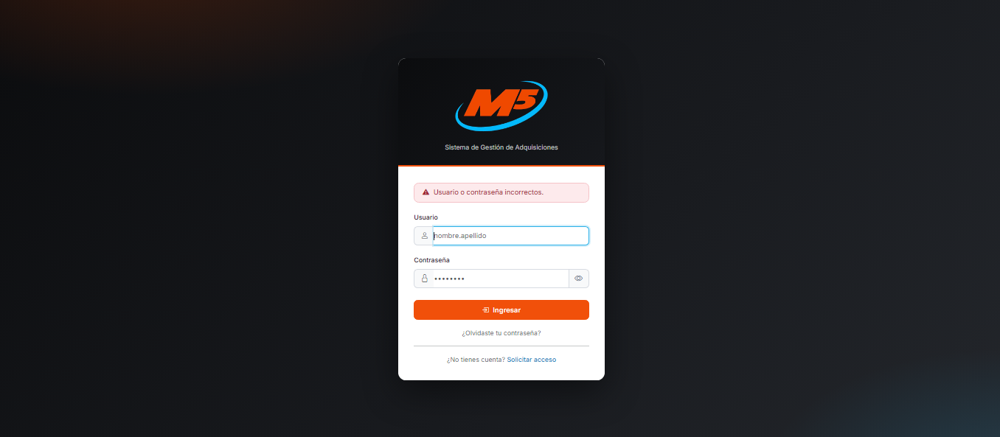 M5
Sistema de Gestión de Adquisiciones
Usuario o contraseña incorrectos.
Usuario
nombre.apellido
Contraseña
••••••••
Ingresar
¿Olvidaste tu contraseña?
¿No tienes cuenta? Solicitar acceso